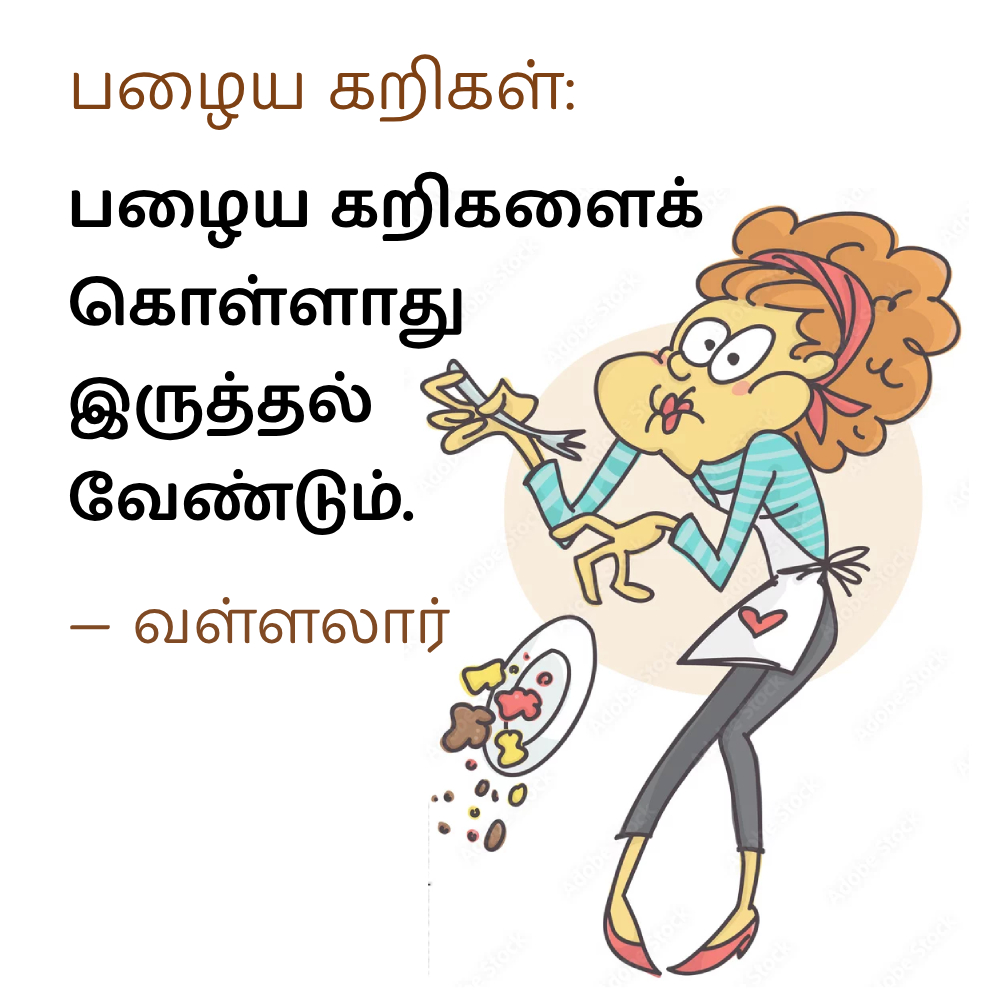 பழைய கறிகள்:
பழைய கறிகளைக்
கொள்ளாது
இருத்தல்
வேண்டும்.
– வள்ளலார்